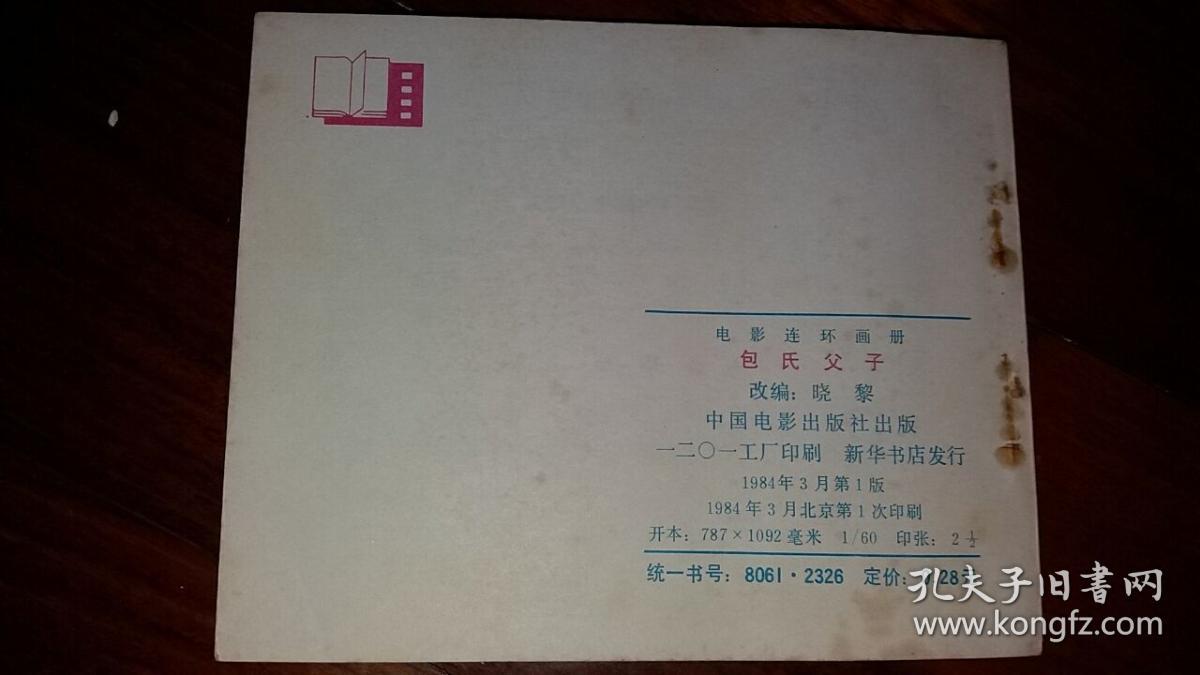 电影连环画册
包氏父子
改编：晓黎
中国电影出版社出版
一二〇一工厂印刷 新华书店发行
1984年3月第1版
1984年3月北京第1次印刷
开本：787×1092毫米 1/60 印张：2 1/2
统一书号：8061·2326 定价：0.28元
孔夫子旧书网
www.kongfz.com